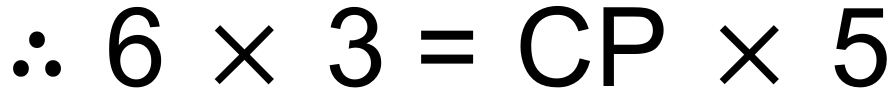 ∴ 6 × 3 = CP × 5